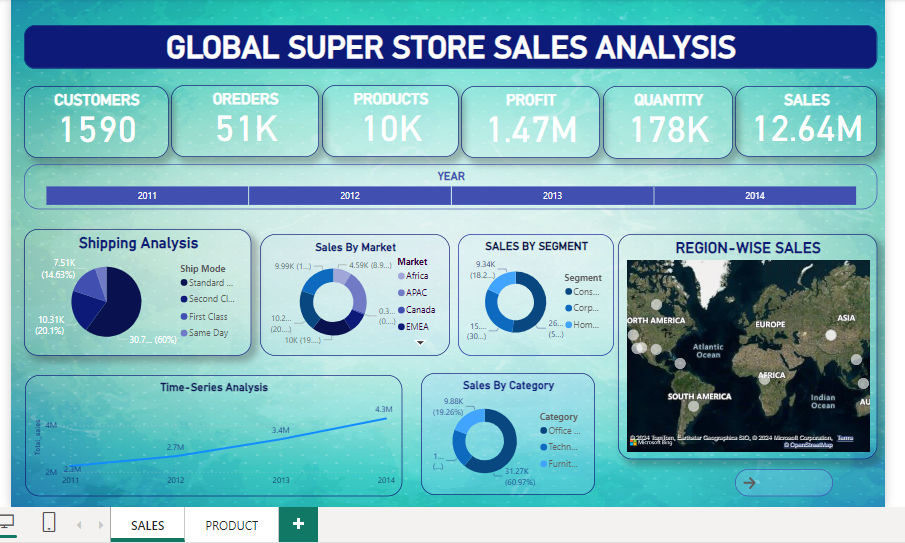 GLOBAL SUPER STORE SALES ANALYSIS
CUSTOMERS
1590
OREDERS
51K
PRODUCTS
10K
PROFIT
1.47M
QUANTITY
178K
SALES
12.64M
YEAR
2011
2012
2013
2014
Shipping Analysis
7.51K
(14.63%)
10.31K
(20.1%)
30.7... (60%)
Ship Mode
Standard ...
Second Cl...
First Class
Same Day
Sales By Market
9.99K (1...)
4.59K (8.9...)
10.2...
(20....)
0.3...
(0....)
10K (19....)
Market
Africa
APAC
Canada
EMEA
SALES BY SEGMENT
9.34K
(18.2...)
15....
(30...)
26...
(5...)
Segment
Cons...
Corp...
Hom...
REGION-WISE SALES
ORTH AMERICA
EUROPE
ASIA
Atlantic
Ocean
AFRICA
SOUTH AMERICA
Indian
Ocean
AU
© 2024 TomTom, Earthstar Geographics SIO, © 2024 Microsoft Corporation, Terms
Microsoft Bing
© OpenStreetMap
Time-Series Analysis
Total_sales
4M
2M
2.3M
2.7M
3.4M
4.3M
2011
2012
2013
2014
Sales By Category
9.88K
(19.26%)
1...
(...)
31.27K
(60.97%)
Category
Office ...
Techn...
Furnit...
SALES
PRODUCT
+